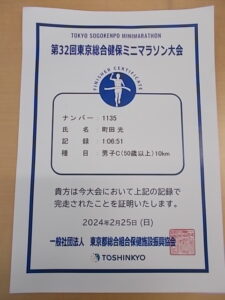 TOKYO SOGOKENPO MINIMARATHON
第32回東京総合健保ミニマラソン大会
FINISHER CERTIFICATE
ナンバー : 1135
氏 名 : 町田 光
記 録 : 1:06:51
種 目 : 男子C(50歳以上)10km
貴方は今大会において上記の記録で
完走されたことを証明いたします。
2024年2月25日(日)
一般社団法人 東京都総合組合保健施設振興協会
TOSHINKYO